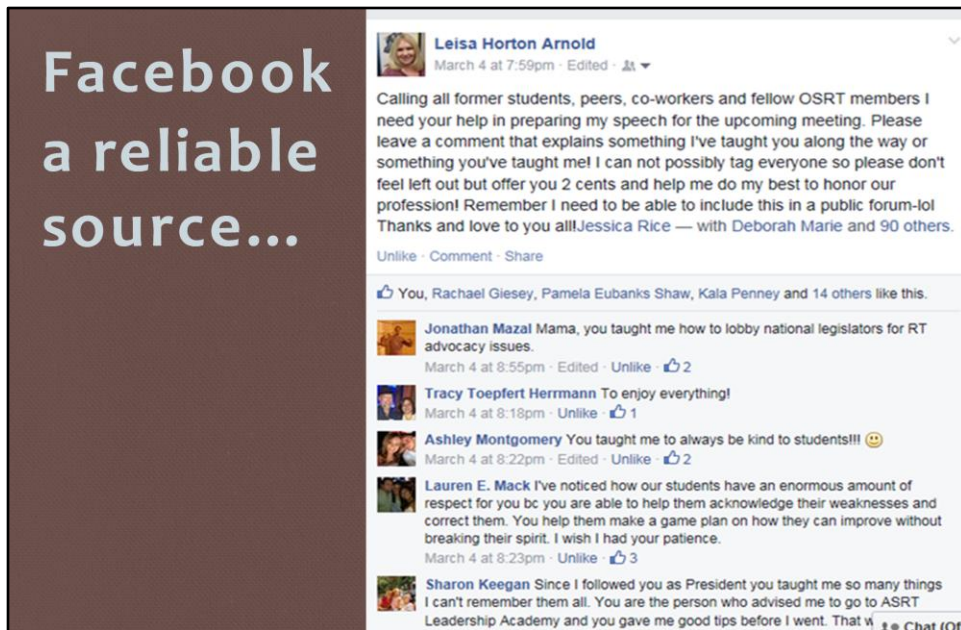 Facebook
a reliable
source...
Leisa Horton Arnold
March 4 at 7:59pm · Edited ·
Calling all former students, peers, co-workers and fellow OSRT members I
need your help in preparing my speech for the upcoming meeting. Please
leave a comment that explains something I've taught you along the way or
something you've taught me! I can not possibly tag everyone so please don't
feel left out but offer you 2 cents and help me do my best to honor our
profession! Remember I need to be able to include this in a public forum-lol
Thanks and love to you all!Jessica Rice — with Deborah Marie and 90 others.
Unlike · Comment · Share
You, Rachael Giesey, Pamela Eubanks Shaw, Kala Penney and 14 others like this.
Jonathan Mazal Mama, you taught me how to lobby national legislators for RT
advocacy issues.
March 4 at 8:55pm · Edited · Unlike · 2
Tracy Toepfert Herrmann To enjoy everything!
March 4 at 8:18pm · Unlike · 1
Ashley Montgomery You taught me to always be kind to students!!!
March 4 at 8:22pm · Edited · Unlike · 2
Lauren E. Mack I've noticed how our students have an enormous amount of
respect for you bc you are able to help them acknowledge their weaknesses and
correct them. You help them make a game plan on how they can improve without
breaking their spirit. I wish I had your patience.
March 4 at 8:23pm · Unlike · 3
Sharon Keegan Since I followed you as President you taught me so many things
I can't remember them all. You are the person who advised me to go to ASRT
Leadership Academy and you gave me good tips before I went. That
Chat (Of